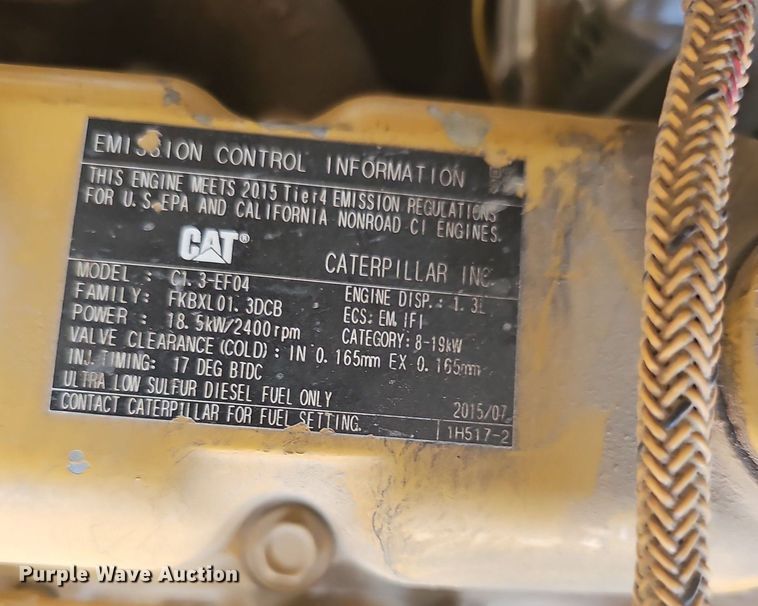 EMISSION CONTROL INFORMATION
THIS ENGINE MEETS 2015 Tier4 EMISSION REGULATIONS
FOR U.S.EPA AND CALIFORNIA NONROAD CI ENGINES.
CAT®
CATERPILLAR INC.
MODEL : C1.3-EF04
ENGINE DISP.: 1.3L
FAMILY: FKBXL01.3DCB
ECS: EM, IFI
POWER : 18.5kW/2400rpm
CATEGORY: 8-19kW
VALVE CLEARANCE (COLD) : IN 0.165mm EX 0.165mm
INJ.TIMING: 17 DEG BTDC
ULTRA LOW SULFUR DIESEL FUEL ONLY
2015/07
CONTACT CATERPILLAR FOR FUEL SETTING.
1H517-2
Purple Wave Auction